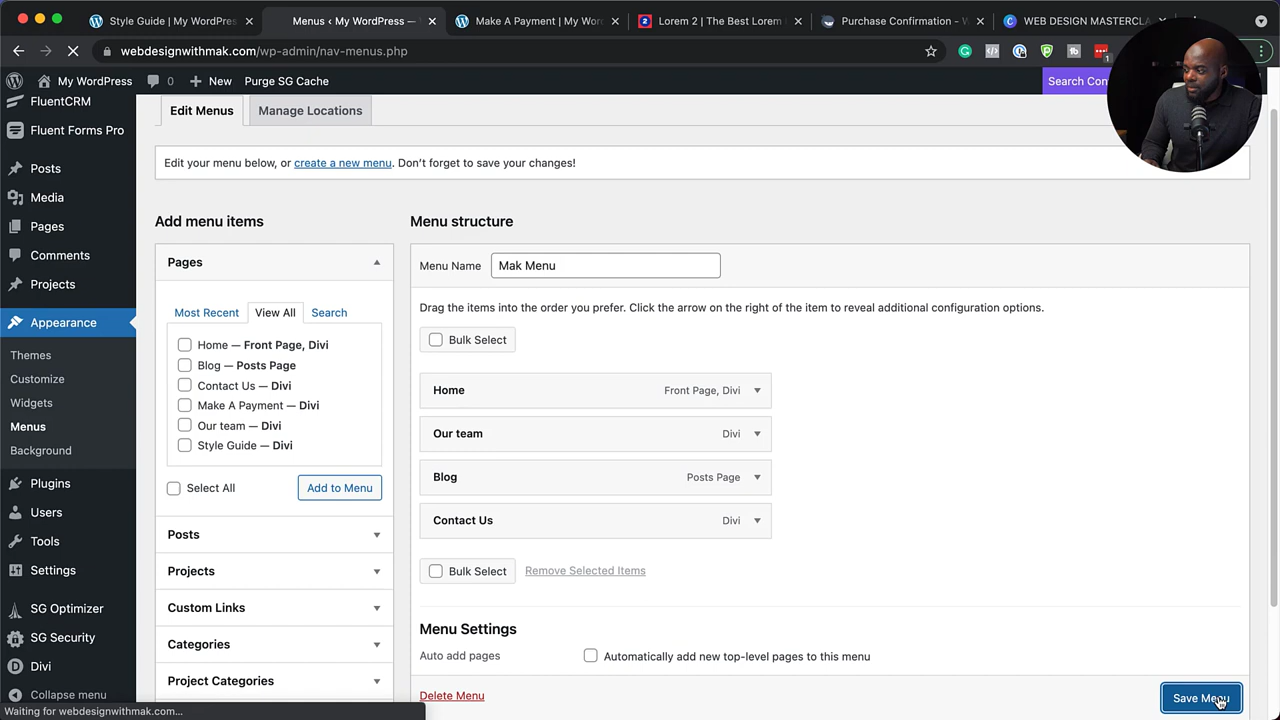 Style Guide | My WordPress
Menus ‹ My WordPress —
Make A Payment | My Wo
Lorem 2 | The Best Lorem
Purchase Confirmation -
WEB DESIGN MASTERCLA
webdesignwithmak.com/wp-admin/nav-menus.php
My WordPress
0
New
Purge SG Cache
Search Con
FluentCRM
Fluent Forms Pro
Posts
Media
Pages
Comments
Projects
Appearance
Themes
Customize
Widgets
Menus
Background
Plugins
Users
Tools
Settings
SG Optimizer
SG Security
Divi
Collapse menu
Edit Menus
Manage Locations
Edit your menu below, or create a new menu. Don't forget to save your changes!
Add menu items
Pages
Most Recent
View All
Search
Home — Front Page, Divi
Blog — Posts Page
Contact Us — Divi
Make A Payment — Divi
Our team — Divi
Style Guide — Divi
Select All
Add to Menu
Posts
Projects
Custom Links
Categories
Project Categories
Menu structure
Menu Name
Mak Menu
Drag the items into the order you prefer. Click the arrow on the right of the item to reveal additional configuration options.
Bulk Select
Home
Front Page, Divi
Our team
Divi
Blog
Posts Page
Contact Us
Divi
Bulk Select
Remove Selected Items
Menu Settings
Auto add pages
Automatically add new top-level pages to this menu
Delete Menu
Save Menu
Waiting for webdesignwithmak.com...